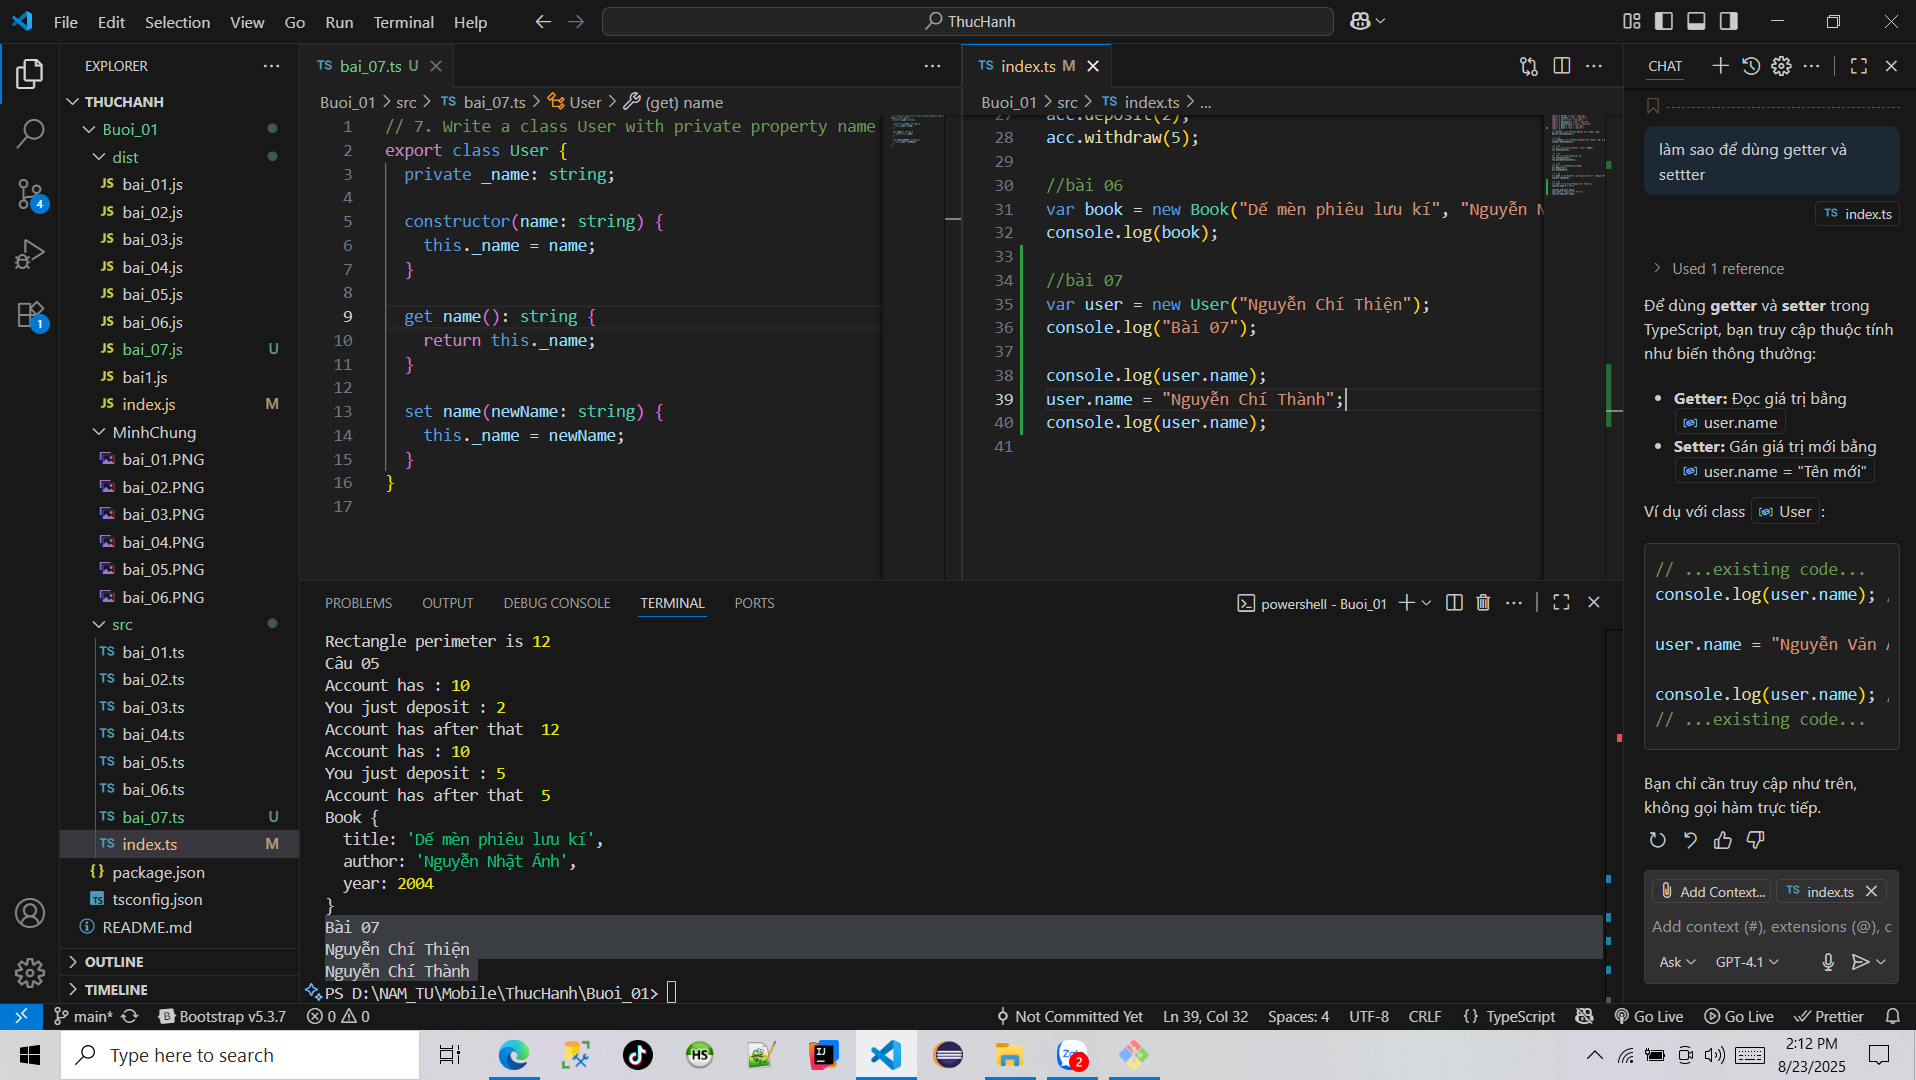 File Edit Selection View Go Run Terminal Help
ThucHanh
EXPLORER
THUCHANH
Buoi_01
dist
JS bai_01.js
JS bai_02.js
JS bai_03.js
JS bai_04.js
JS bai_05.js
JS bai_06.js
JS bai_07.js U
JS bai1.js
JS index.js M
MinhChung
bai_01.PNG
bai_02.PNG
bai_03.PNG
bai_04.PNG
bai_05.PNG
bai_06.PNG
src
TS bai_01.ts
TS bai_02.ts
TS bai_03.ts
TS bai_04.ts
TS bai_05.ts
TS bai_06.ts
TS bai_07.ts U
TS index.ts M
{} package.json
TS tsconfig.json
README.md
OUTLINE
TIMELINE
4
1
TS bai_07.ts U
Buoi_01 > src > TS bai_07.ts > User > (get) name
1 // 7. Write a class User with private property name
2 export class User {
3 private _name: string;
4
5 constructor(name: string) {
6 this._name = name;
7 }
8
9 get name(): string {
10 return this._name;
11 }
12
13 set name(newName: string) {
14 this._name = newName;
15 }
16 }
17
TS index.ts M
Buoi_01 > src > TS index.ts > ...
27 acc.deposit(2);
28 acc.withdraw(5);
29
30 //bài 06
31 var book = new Book("Dế mèn phiêu lưu kí", "Nguyễn N
32 console.log(book);
33
34 //bài 07
35 var user = new User("Nguyễn Chí Thiện");
36 console.log("Bài 07");
37
38 console.log(user.name);
39 user.name = "Nguyễn Chí Thành";
40 console.log(user.name);
41
PROBLEMS OUTPUT DEBUG CONSOLE TERMINAL PORTS
powershell - Buoi_01
Rectangle perimeter is 12
Câu 05
Account has : 10
You just deposit : 2
Account has after that  12
Account has : 10
You just deposit : 5
Account has after that  5
Book {
title: 'Dế mèn phiêu lưu kí',
author: 'Nguyễn Nhật Ánh',
year: 2004
}
Bài 07
Nguyễn Chí Thiện
Nguyễn Chí Thành
PS D:\NAM_TU\Mobile\ThucHanh\Buoi_01>
CHAT
làm sao để dùng getter và
settter
TS index.ts
Used 1 reference
Để dùng getter và setter trong
TypeScript, bạn truy cập thuộc tính
như biến thông thường:
• Getter: Đọc giá trị bằng
user.name
• Setter: Gán giá trị mới bằng
user.name = "Tên mới"
Ví dụ với class User :
// ...existing code...
console.log(user.name); /
user.name = "Nguyễn Văn
console.log(user.name); /
// ...existing code...
Bạn chỉ cần truy cập như trên,
không gọi hàm trực tiếp.
Add Context... TS index.ts
Add context (#), extensions (@), c
Ask GPT-4.1
main* Bootstrap v5.3.7 0 0
Not Committed Yet Ln 39, Col 32 Spaces: 4 UTF-8 CRLF {} TypeScript Go Live Go Live Prettier
Type here to search
HS
IJ
Zalo
2
2:12 PM
8/23/2025